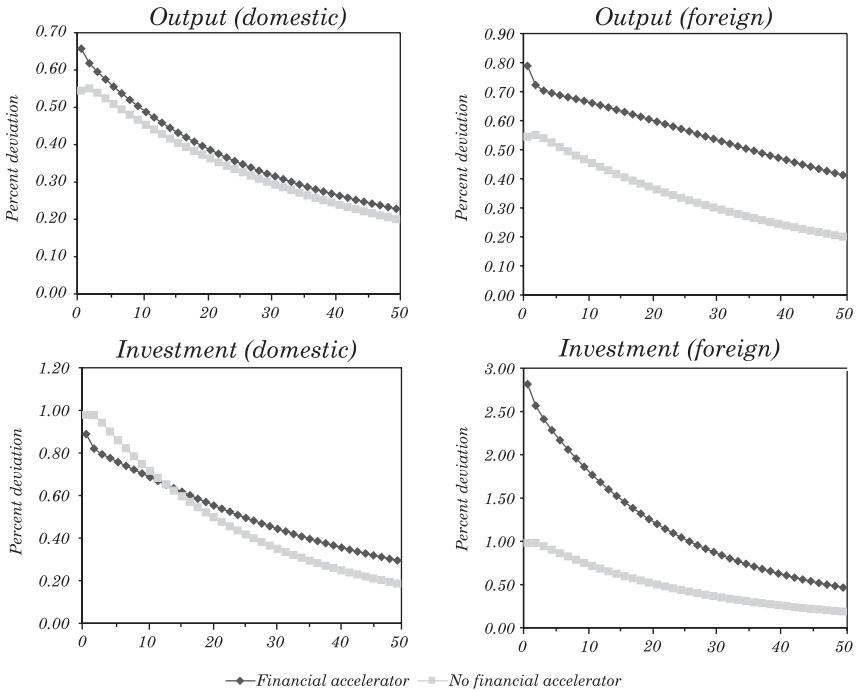 Output (domestic)
Percent deviation
0.70
0.60
0.50
0.40
0.30
0.20
0.10
0.00
0 10 20 30 40 50
Output (foreign)
Percent deviation
0.90
0.80
0.70
0.60
0.50
0.40
0.30
0.20
0.10
0.00
0 10 20 30 40 50
Investment (domestic)
Percent deviation
1.20
1.00
0.80
0.60
0.40
0.20
0.00
0 10 20 30 40 50
Investment (foreign)
Percent deviation
3.00
2.50
2.00
1.50
1.00
0.50
0.00
0 10 20 30 40 50
Financial accelerator No financial accelerator